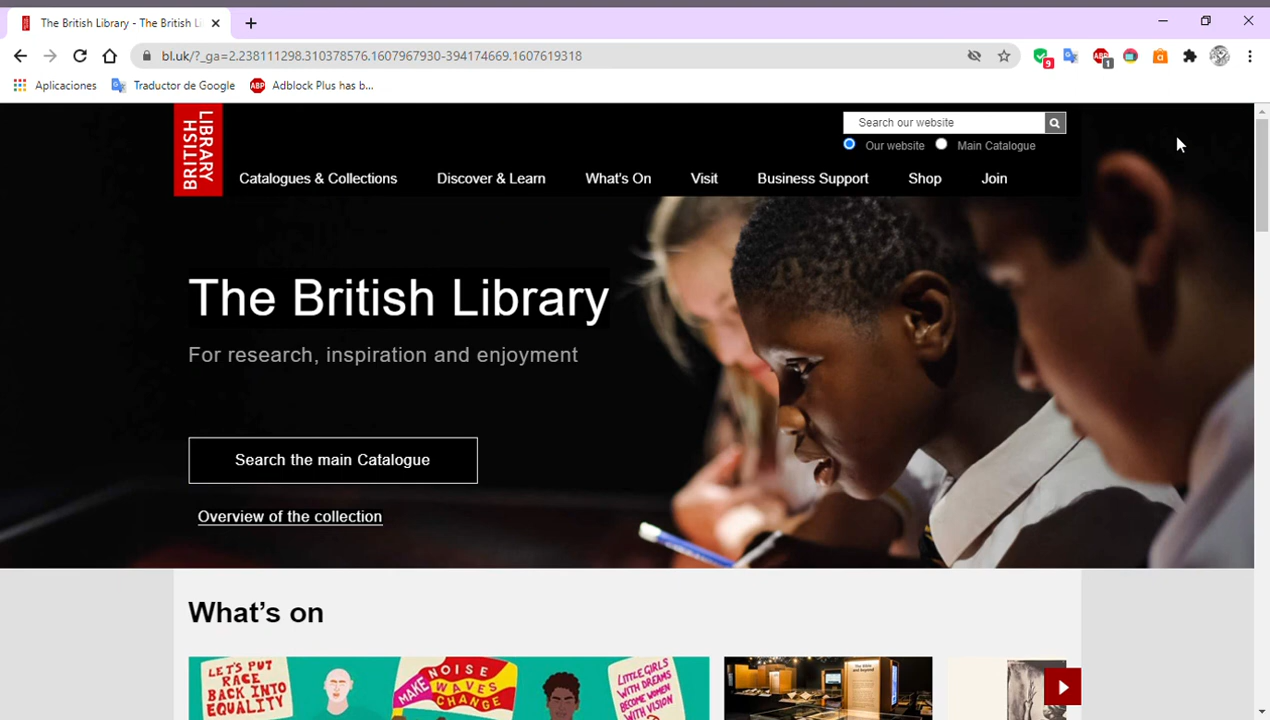 The British Library - The British Li
bl.uk/?_ga=2.238111298.310378576.1607967930-394174669.1607619318
9
ABP
1
a
Aplicaciones
Traductor de Google
ABP
Adblock Plus has b...
BRITISH
LIBRARY
Search our website
Our website
Main Catalogue
Catalogues & Collections
Discover & Learn
What's On
Visit
Business Support
Shop
Join
The British Library
For research, inspiration and enjoyment
Search the main Catalogue
Overview of the collection
What's on
LET'S PUT
RACE
BACK INTO
EQUALITY
MAKE
NOISE
WAVES
CHANGE
LITTLE GIRLS
WITH DREAMS
BECOME WOMEN
WITH VISION